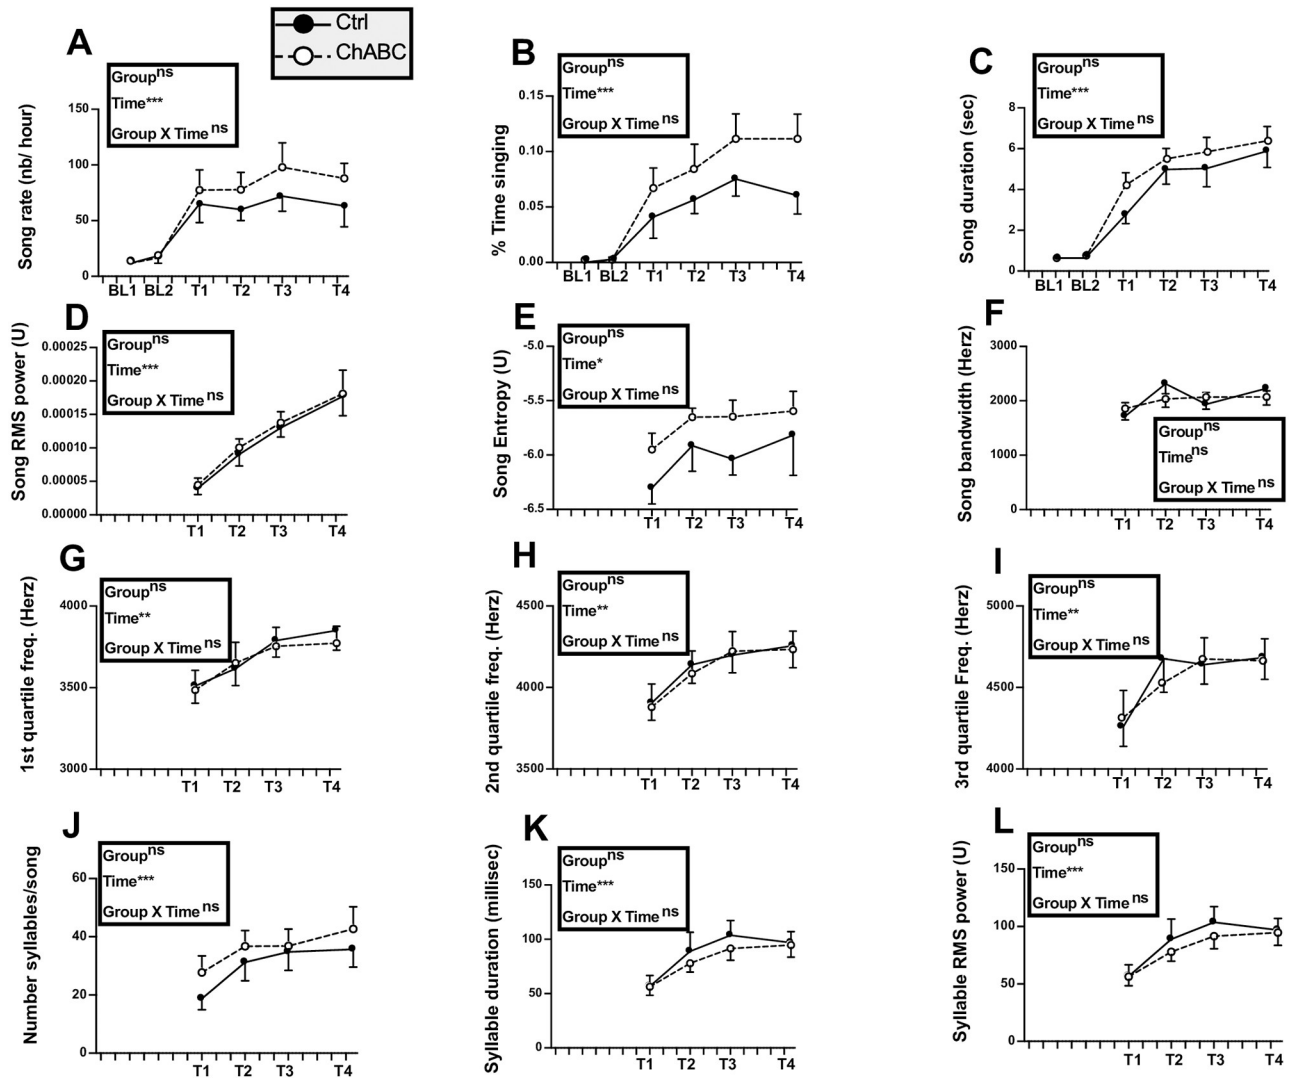 Ctrl
ChABC
A
Group ns
Time***
Group X Time ns
Song rate (nb/ hour)
150
100
50
0
BL1 BL2 T1 T2 T3 T4
B
Group ns
Time***
Group X Time ns
% Time singing
0.15
0.10
0.05
0.00
BL1 BL2 T1 T2 T3 T4
C
Group ns
Time***
Group X Time ns
Song duration (sec)
8
6
4
2
0
BL1 BL2 T1 T2 T3 T4
D
Group ns
Time***
Group X Time ns
Song RMS power (U)
0.00025
0.00020
0.00015
0.00010
0.00005
0.00000
T1 T2 T3 T4
E
Group ns
Time*
Group X Time ns
Song Entropy (U)
-5.0
-5.5
-6.0
-6.5
T1 T2 T3 T4
F
Song bandwidth (Herz)
3000
2000
1000
0
Group ns
Time ns
Group X Time ns
T1 T2 T3 T4
G
Group ns
Time**
Group X Time ns
1st quartile freq. (Herz)
4000
3500
3000
T1 T2 T3 T4
H
Group ns
Time**
Group X Time ns
2nd quartile freq. (Herz)
4500
4000
3500
T1 T2 T3 T4
I
Group ns
Time**
Group X Time ns
3rd quartile Freq. (Herz)
5000
4500
4000
T1 T2 T3 T4
J
Group ns
Time***
Group X Time ns
Number syllables/song
60
40
20
0
T1 T2 T3 T4
K
Group ns
Time***
Group X Time ns
Syllable duration (millisec)
150
100
50
0
T1 T2 T3 T4
L
Group ns
Time***
Group X Time ns
Syllable RMS power (U)
150
100
50
0
T1 T2 T3 T4